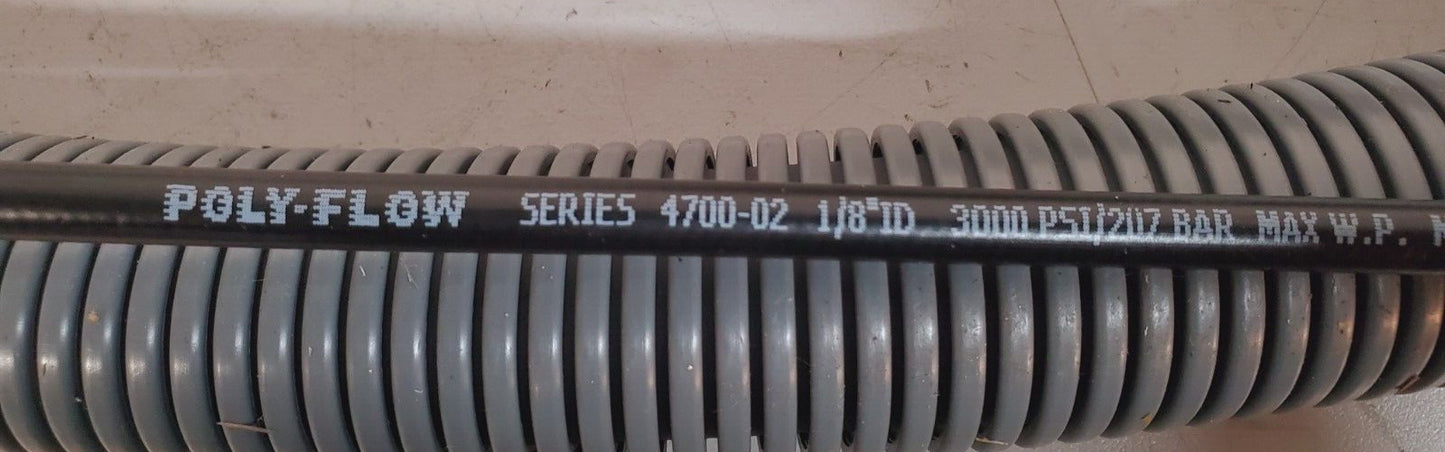 POLY-FLOW SERIES 4700-02 1/8" ID 3000 PSI/207 BAR MAX W.P.